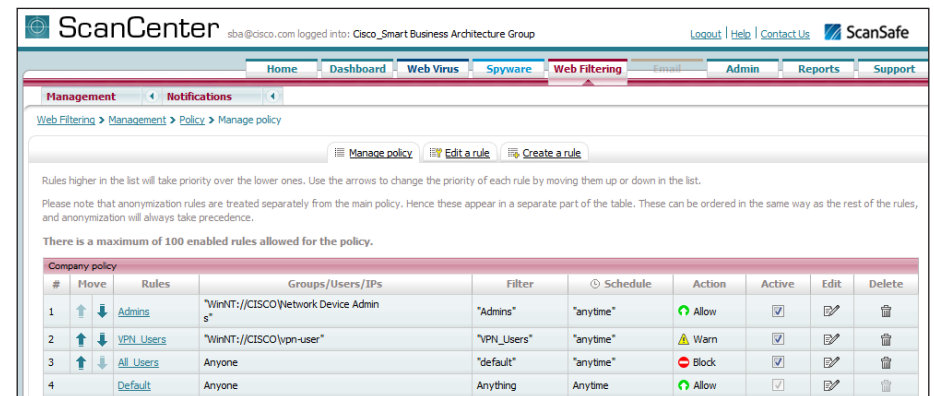 ScanCenter sba@cisco.com logged into: Cisco_Smart Business Architecture Group Logout | Help | Contact Us ScanSafe
Home Dashboard Web Virus Spyware Web Filtering Email Admin Reports Support
Management Notifications
Web Filtering > Management > Policy > Manage policy
Manage policy Edit a rule Create a rule
Rules higher in the list will take priority over the lower ones. Use the arrows to change the priority of each rule by moving them up or down in the list.
Please note that anonymization rules are treated separately from the main policy. Hence these appear in a separate part of the table. These can be ordered in the same way as the rest of the rules,
and anonymization will always take precedence.
There is a maximum of 100 enabled rules allowed for the policy.
Company policy
# Move Rules Groups/Users/IPs Filter Schedule Action Active Edit Delete
1 Admins "WinNT://CISCO\Network Device Admin
s" "Admins" "anytime" Allow
2 VPN_Users "WinNT://CISCO\vpn-user" "VPN_Users" "anytime" Warn
3 All_Users Anyone "default" "anytime" Block
4 Default Anyone Anything Anytime Allow